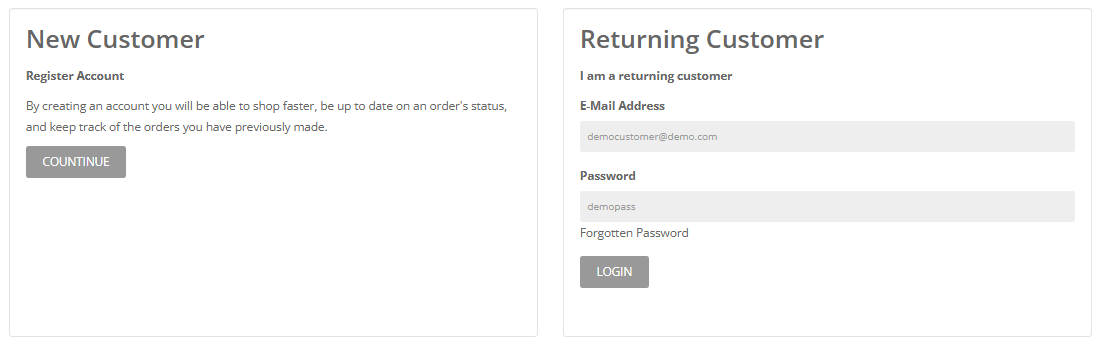 New Customer
Register Account
By creating an account you will be able to shop faster, be up to date on an order's status,
and keep track of the orders you have previously made.
COUNTINUE
Returning Customer
I am a returning customer
E-Mail Address
democustomer@demo.com
Password
demopass
Forgotten Password
LOGIN